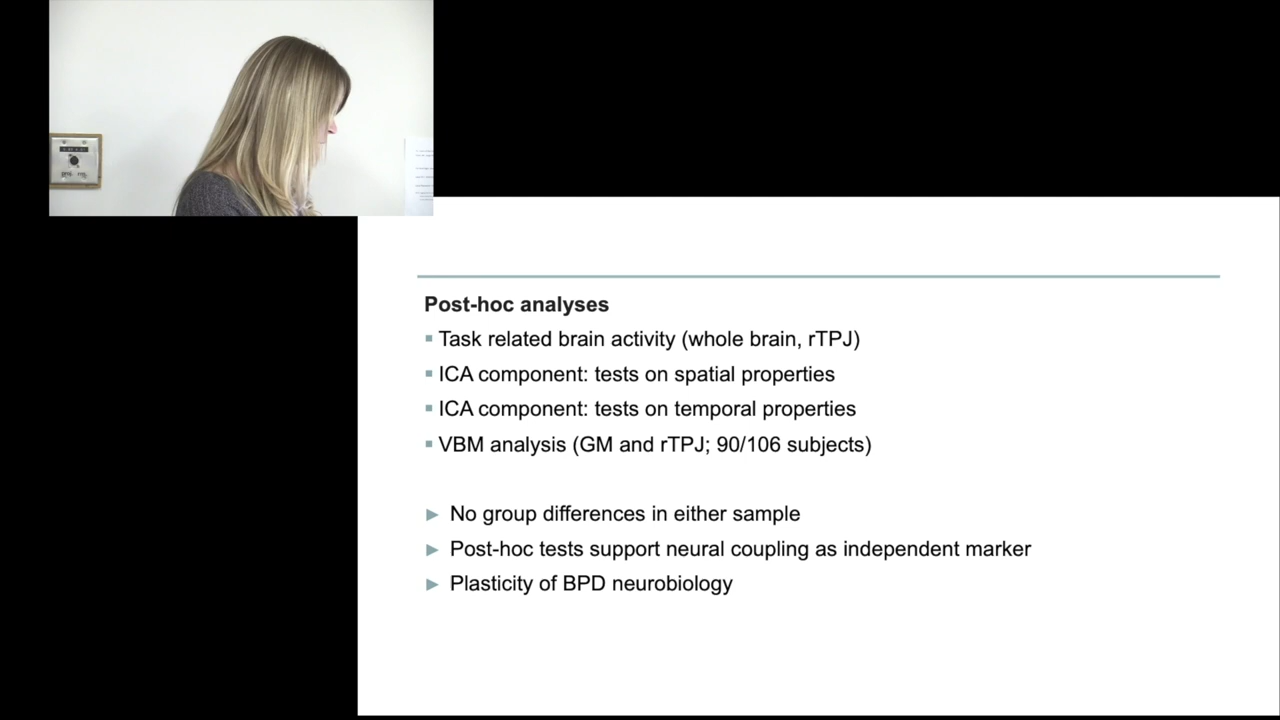 Post-hoc analyses
▪ Task related brain activity (whole brain, rTPJ)
▪ ICA component: tests on spatial properties
▪ ICA component: tests on temporal properties
▪ VBM analysis (GM and rTPJ; 90/106 subjects)
► No group differences in either sample
► Post-hoc tests support neural coupling as independent marker
► Plasticity of BPD neurobiology